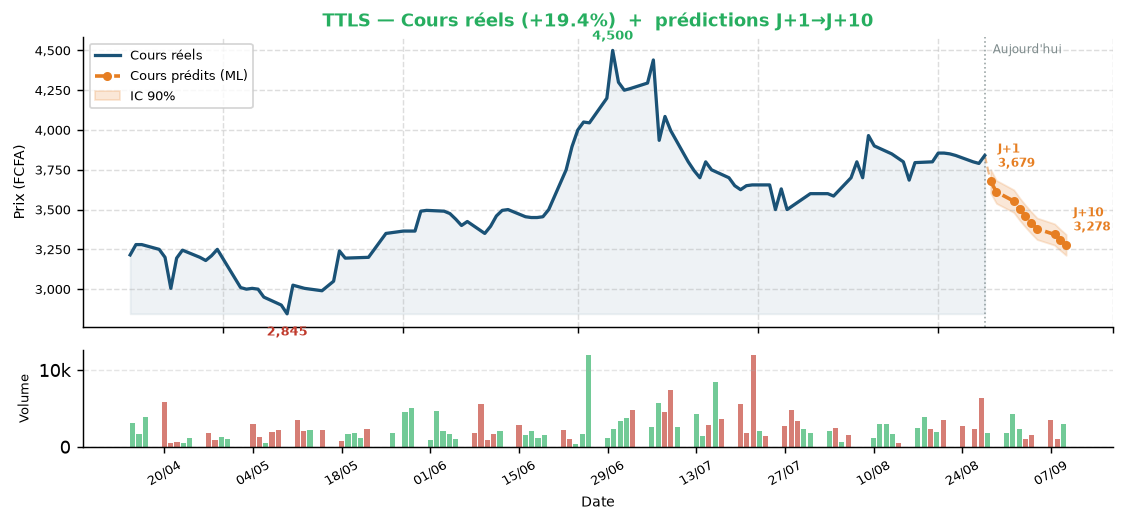 TTLS — Cours réels (+19.4%)  +  prédictions J+1→J+10
4,500
Cours réels
Cours prédits (ML)
IC 90%
Aujourd'hui
J+1
3,679
J+10
3,278
2,845
Prix (FCFA)
4,500
4,250
4,000
3,750
3,500
3,250
3,000
Volume
10k
0
20/04
04/05
18/05
01/06
15/06
29/06
13/07
27/07
10/08
24/08
07/09
Date